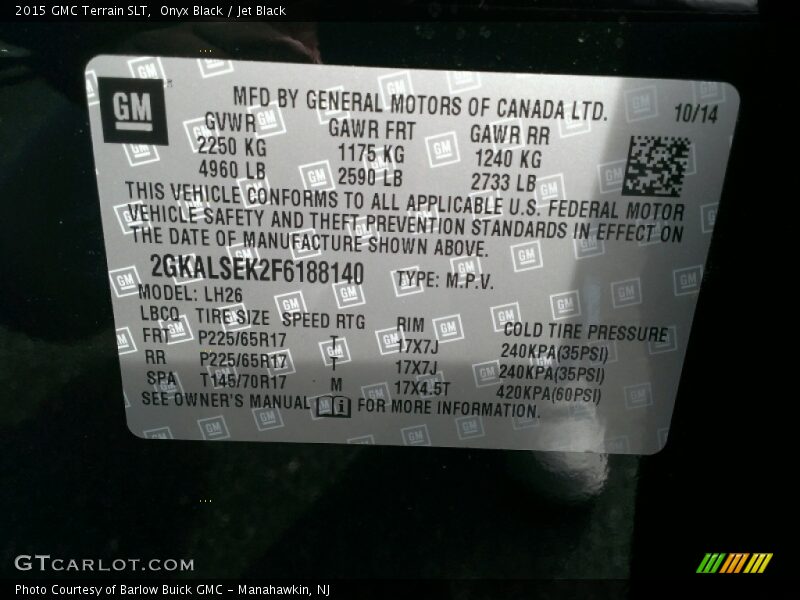 2015 GMC Terrain SLT,  Onyx Black / Jet Black
GM
MFD BY GENERAL MOTORS OF CANADA LTD.
10/14
GVWR GAWR FRT GAWR RR
2250 KG 1175 KG 1240 KG
4960 LB 2590 LB 2733 LB
THIS VEHICLE CONFORMS TO ALL APPLICABLE U.S. FEDERAL MOTOR
VEHICLE SAFETY AND THEFT PREVENTION STANDARDS IN EFFECT ON
THE DATE OF MANUFACTURE SHOWN ABOVE.
2GKALSEK2F6188140 TYPE: M.P.V.
MODEL: LH26
LBCQ TIRE SIZE SPEED RTG RIM COLD TIRE PRESSURE
FRT P225/65R17 T 17X7J 240KPA(35PSI)
RR P225/65R17 T 17X7J 240KPA(35PSI)
SPA T145/70R17 M 17X4.5T 420KPA(60PSI)
SEE OWNER'S MANUAL FOR MORE INFORMATION.
GTCARLOT.COM
Photo Courtesy of Barlow Buick GMC - Manahawkin, NJ